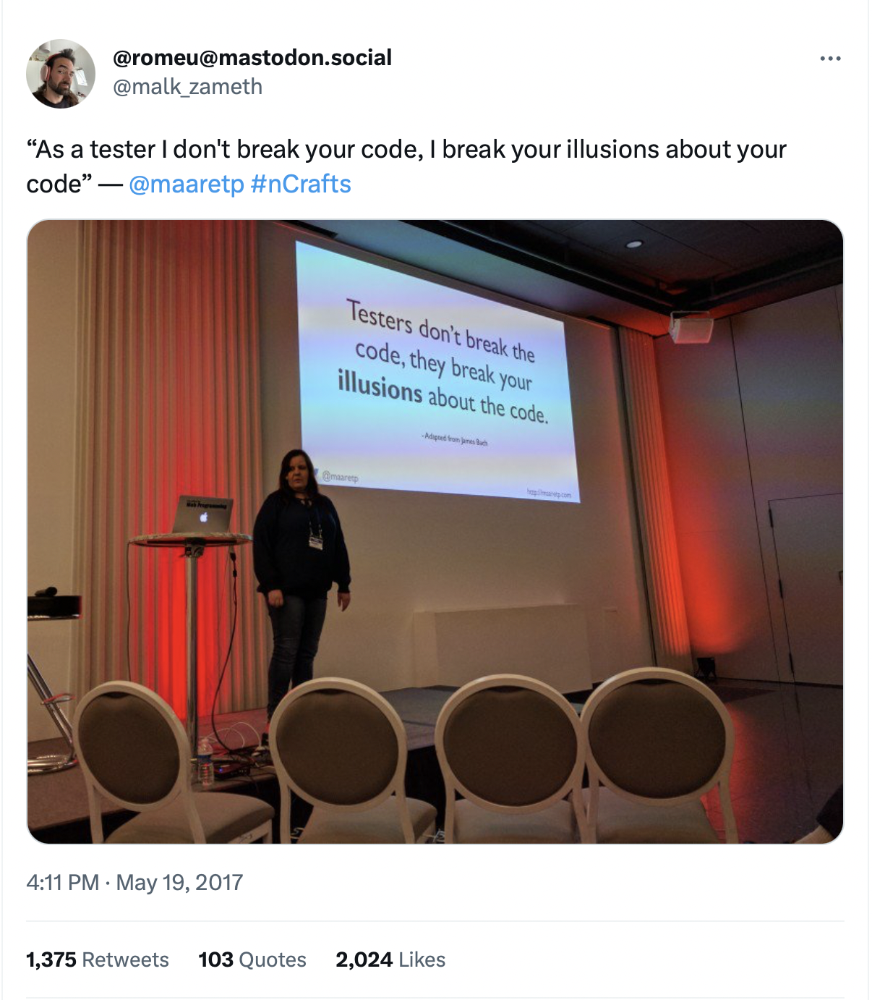 @romeu@mastodon.social
@malk_zameth
“As a tester I don't break your code, I break your illusions about your
code” — @maaretp #nCrafts
Testers don’t break the
code, they break your
illusions about the code.
- Adapted from James Bach
@maaretp
http://maaretp.com
Web Programming
4:11 PM · May 19, 2017
1,375 Retweets 103 Quotes 2,024 Likes